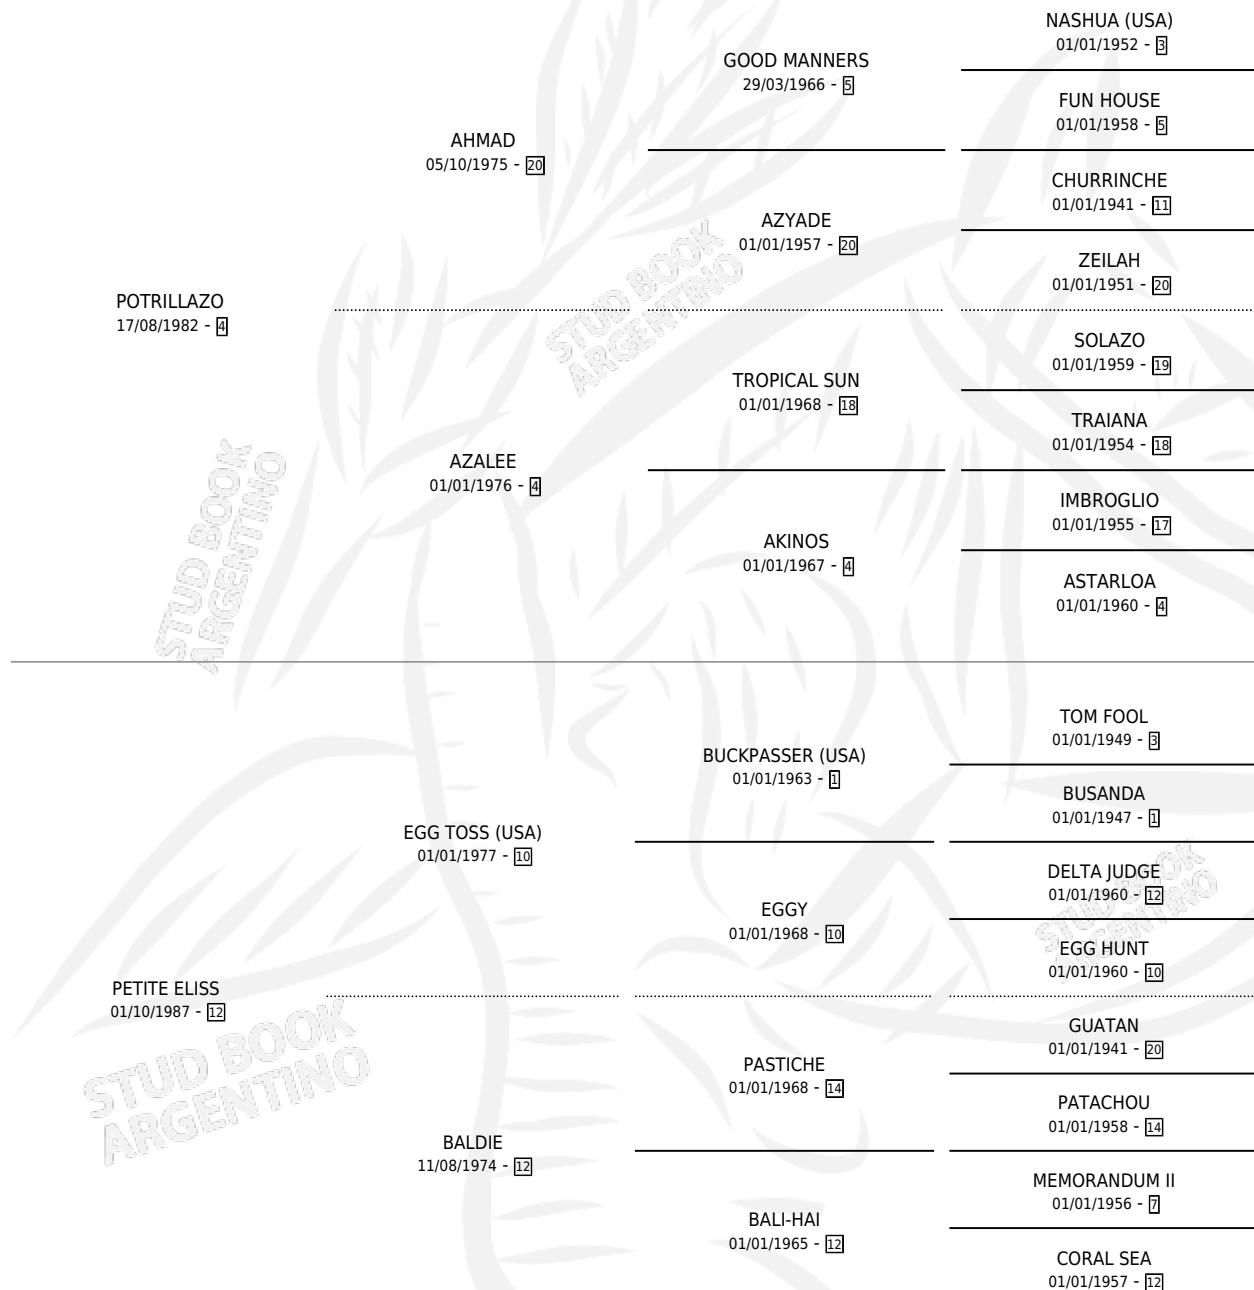 NASHUA (USA)
01/01/1952 - 3
GOOD MANNERS
29/03/1966 - 5
FUN HOUSE
01/01/1958 - 5
AHMAD
05/10/1975 - 20
CHURRINCHE
01/01/1941 - 11
AZYADE
01/01/1957 - 20
ZEILAH
01/01/1951 - 20
POTRILLAZO
17/08/1982 - 4
SOLAZO
01/01/1959 - 19
TROPICAL SUN
01/01/1968 - 18
TRAIANA
01/01/1954 - 18
AZALEE
01/01/1976 - 4
IMBROGLIO
01/01/1955 - 17
AKINOS
01/01/1967 - 4
ASTARLOA
01/01/1960 - 4
TOM FOOL
01/01/1949 - 3
BUCKPASSER (USA)
01/01/1963 - 1
BUSANDA
01/01/1947 - 1
EGG TOSS (USA)
01/01/1977 - 10
DELTA JUDGE
01/01/1960 - 12
EGGY
01/01/1968 - 10
EGG HUNT
01/01/1960 - 10
PETITE ELISS
01/10/1987 - 12
GUATAN
01/01/1941 - 20
PASTICHE
01/01/1968 - 14
PATACHOU
01/01/1958 - 14
BALDIE
11/08/1974 - 12
MEMORANDUM II
01/01/1956 - 7
BALI-HAI
01/01/1965 - 12
CORAL SEA
01/01/1957 - 12
STUD BOOK
ARGENTINO
STUD BOOK
ARGENTINO
STUD BOOK
ARGENTINO
STUD BOOK
ARGENTINO